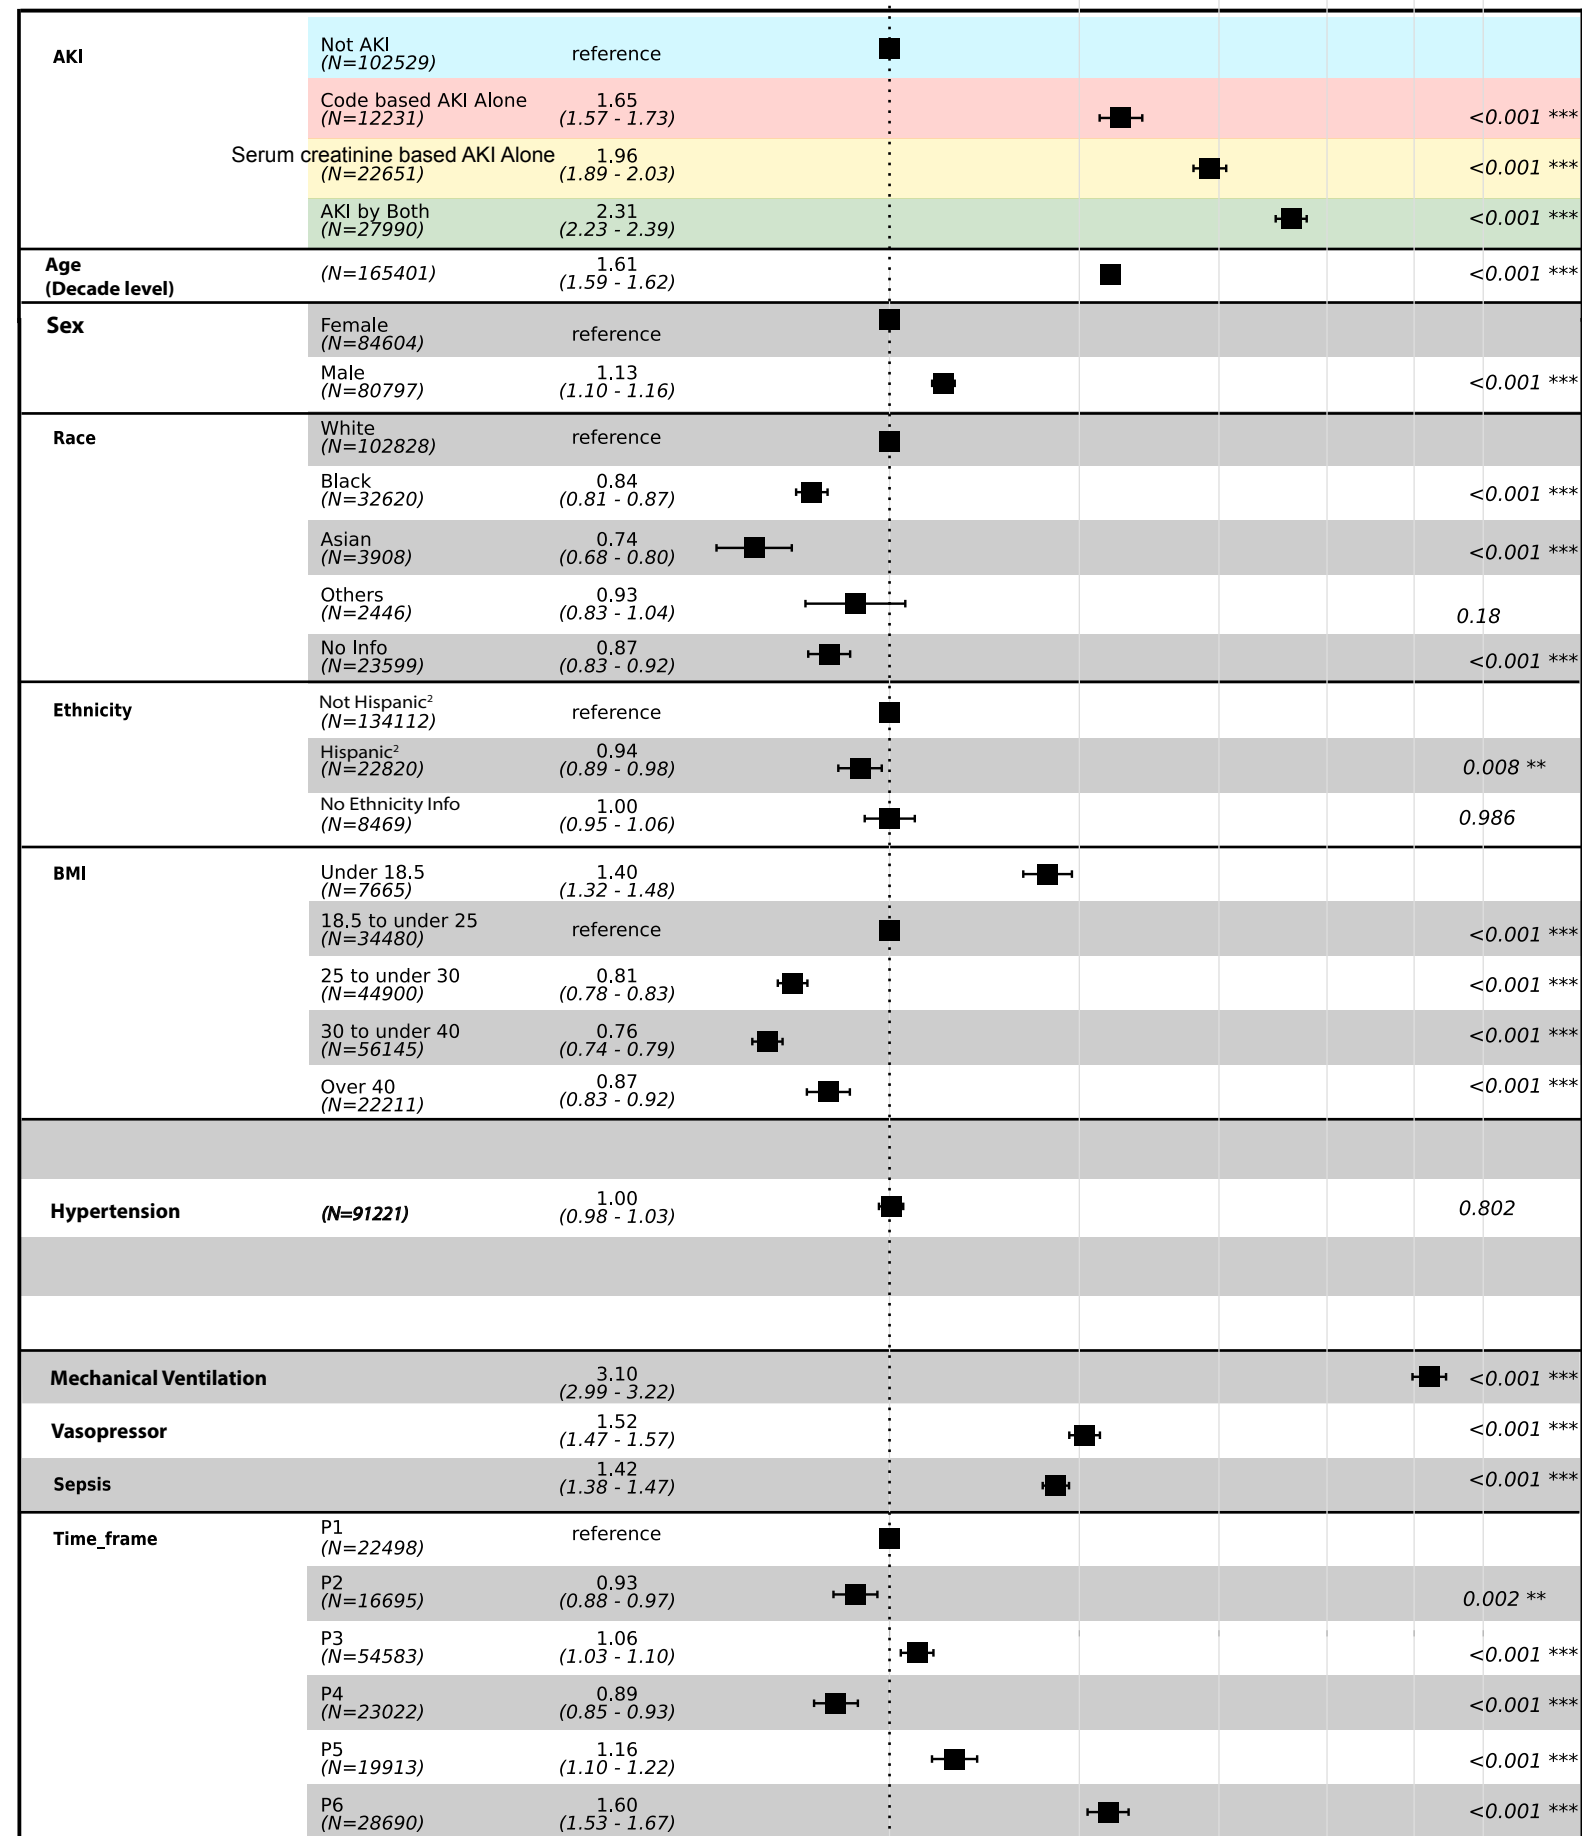 AKI
Not AKI
(N=102529)
reference
Code based AKI Alone
(N=12231)
1.65
(1.57 - 1.73)
<0.001 ***
Serum creatinine based AKI Alone
(N=22651)
1.96
(1.89 - 2.03)
<0.001 ***
AKI by Both
(N=27990)
2.31
(2.23 - 2.39)
<0.001 ***
Age
(Decade level)
(N=165401)
1.61
(1.59 - 1.62)
<0.001 ***
Sex
Female
(N=84604)
reference
Male
(N=80797)
1.13
(1.10 - 1.16)
<0.001 ***
Race
White
(N=102828)
reference
Black
(N=32620)
0.84
(0.81 - 0.87)
<0.001 ***
Asian
(N=3908)
0.74
(0.68 - 0.80)
<0.001 ***
Others
(N=2446)
0.93
(0.83 - 1.04)
0.18
No Info
(N=23599)
0.87
(0.83 - 0.92)
<0.001 ***
Ethnicity
Not Hispanic²
(N=134112)
reference
Hispanic²
(N=22820)
0.94
(0.89 - 0.98)
0.008 **
No Ethnicity Info
(N=8469)
1.00
(0.95 - 1.06)
0.986
BMI
Under 18.5
(N=7665)
1.40
(1.32 - 1.48)
18.5 to under 25
(N=34480)
reference
<0.001 ***
25 to under 30
(N=44900)
0.81
(0.78 - 0.83)
<0.001 ***
30 to under 40
(N=56145)
0.76
(0.74 - 0.79)
<0.001 ***
Over 40
(N=22211)
0.87
(0.83 - 0.92)
<0.001 ***
Hypertension
(N=91221)
1.00
(0.98 - 1.03)
0.802
Mechanical Ventilation
3.10
(2.99 - 3.22)
<0.001 ***
Vasopressor
1.52
(1.47 - 1.57)
<0.001 ***
Sepsis
1.42
(1.38 - 1.47)
<0.001 ***
Time_frame
P1
(N=22498)
reference
P2
(N=16695)
0.93
(0.88 - 0.97)
0.002 **
P3
(N=54583)
1.06
(1.03 - 1.10)
<0.001 ***
P4
(N=23022)
0.89
(0.85 - 0.93)
<0.001 ***
P5
(N=19913)
1.16
(1.10 - 1.22)
<0.001 ***
P6
(N=28690)
1.60
(1.53 - 1.67)
<0.001 ***